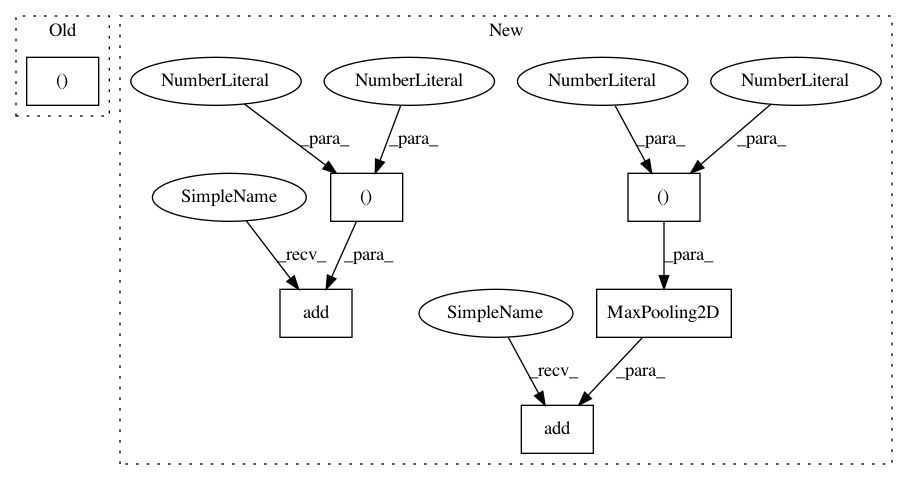 Old
New
()
NumberLiteral
NumberLiteral
NumberLiteral
NumberLiteral
_para_
_para_
_para_
_para_
SimpleName
()
()
_recv_
_para_
_para_
add
SimpleName
MaxPooling2D
_recv_
_para_
add